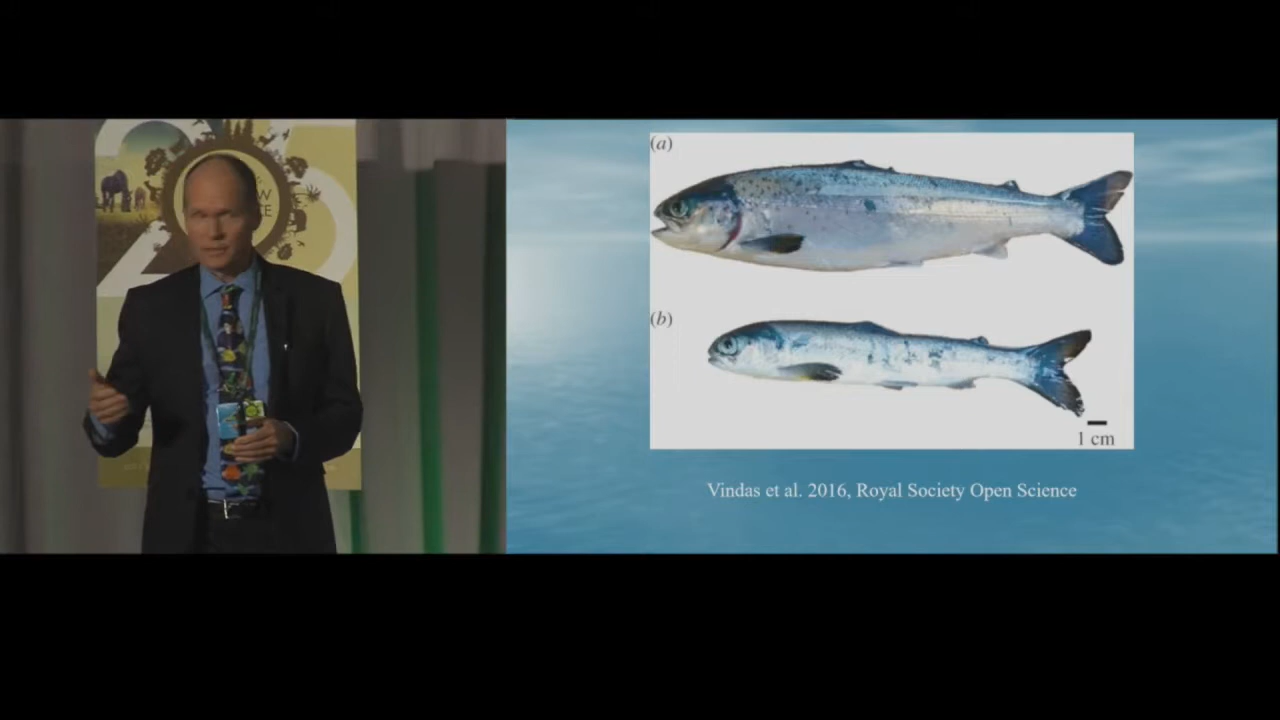 (a)
(b)
1 cm
Vindas et al. 2016, Royal Society Open Science